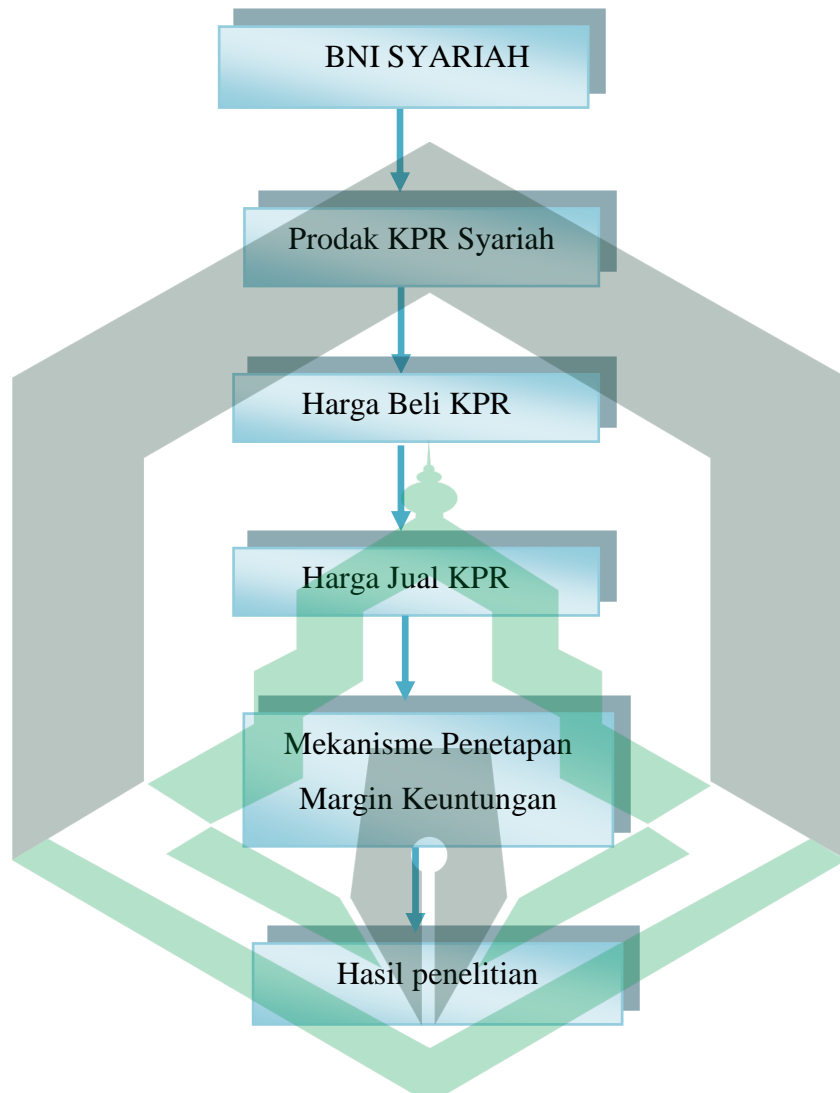 BNI SYARIAH
Prodak KPR Syariah
Harga Beli KPR
Harga Jual KPR
Mekanisme Penetapan
Margin Keuntungan
Hasil penelitian